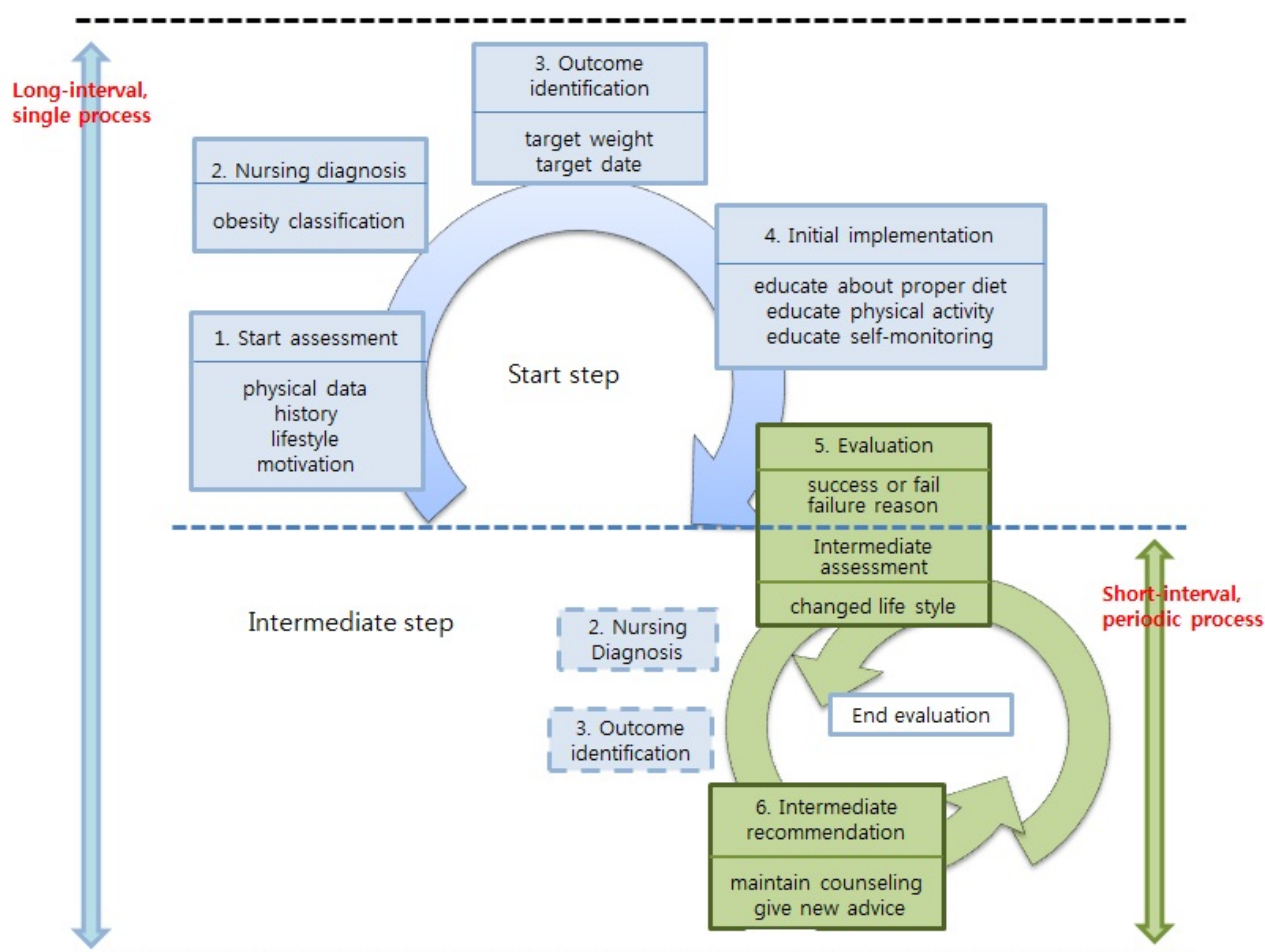 Long-interval,
single process
3. Outcome
identification
target weight
target date
2. Nursing diagnosis
obesity classification
4. Initial implementation
educate about proper diet
educate physical activity
educate self-monitoring
1. Start assessment
physical data
history
lifestyle
motivation
Start step
5. Evaluation
success or fail
failure reason
Intermediate
assessment
changed life style
Short-interval,
periodic process
Intermediate step
2. Nursing
Diagnosis
3. Outcome
identification
End evaluation
6. Intermediate
recommendation
maintain counseling
give new advice